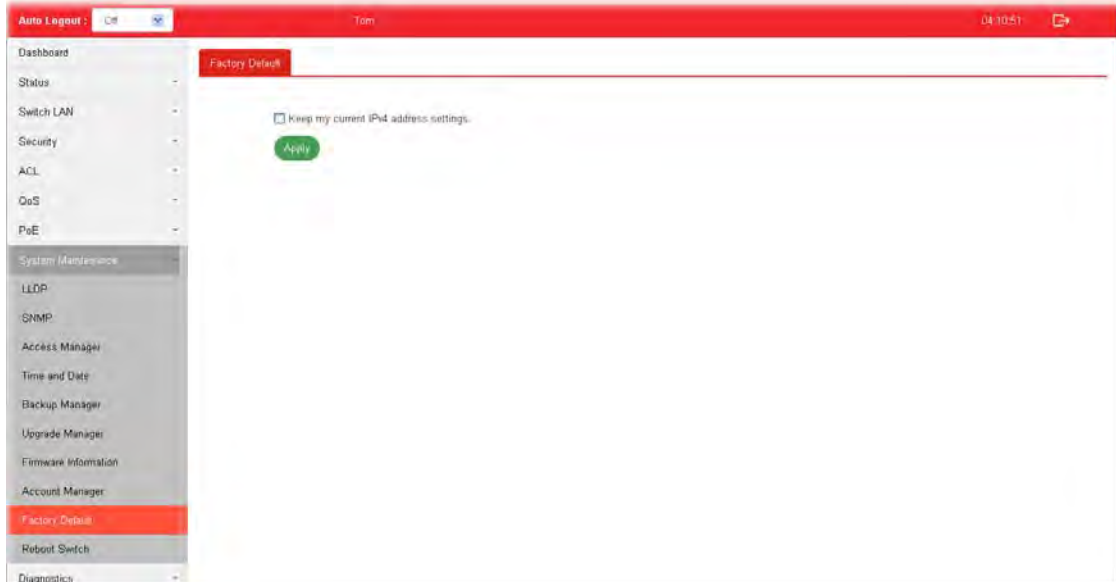 Auto Logout : Off
Tom
04:10:51
Dashboard
Status
Switch LAN
Security
ACL
QoS
PoE
System Maintenance
LLDP
SNMP
Access Manager
Time and Date
Backup Manager
Upgrade Manager
Firmware Information
Account Manager
Factory Default
Reboot Switch
Diagnostics
Factory Default
Keep my current IPv4 address settings.
Apply